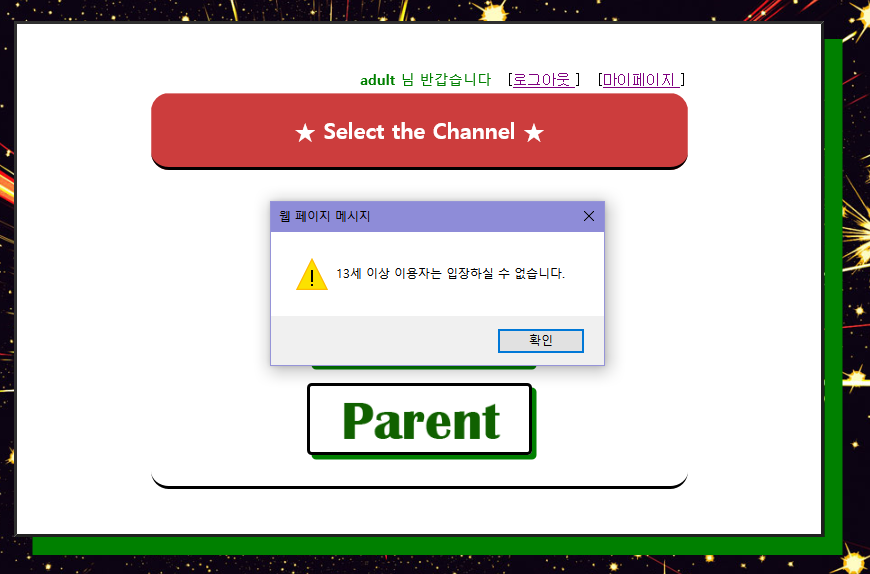 adult 님 반갑습니다 [로그아웃 ] [마이페이지 ]
★ Select the Channel ★
웹 페이지 메시지
13세 이상 이용자는 입장하실 수 없습니다.
확인
Parent